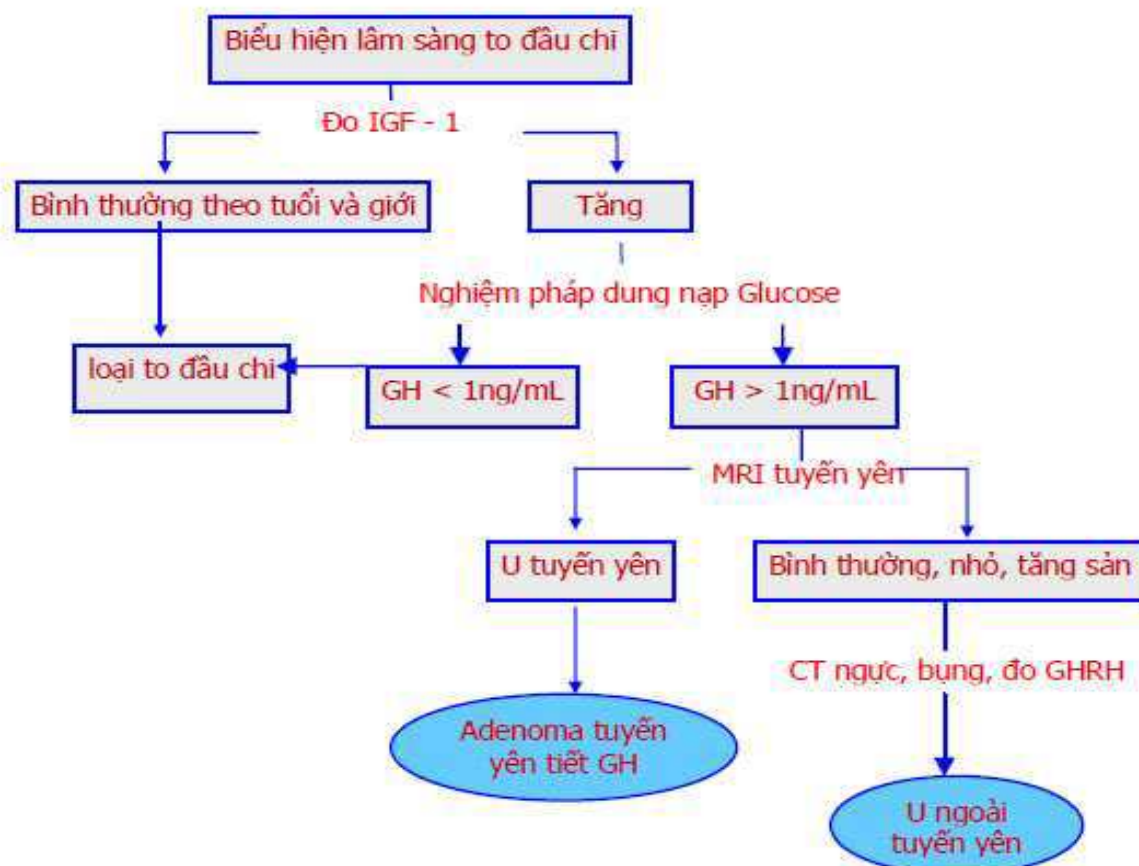 Biểu hiện lâm sàng to đầu chi
Đo IGF - 1
Bình thường theo tuổi và giới
Tăng
Nghiệm pháp dung nạp Glucose
loại to đầu chi
GH < 1ng/mL
GH > 1ng/mL
MRI tuyến yên
U tuyến yên
Bình thường, nhỏ, tăng sản
CT ngực, bụng, đo GHRH
Adenoma tuyến
yên tiết GH
U ngoài
tuyến yên